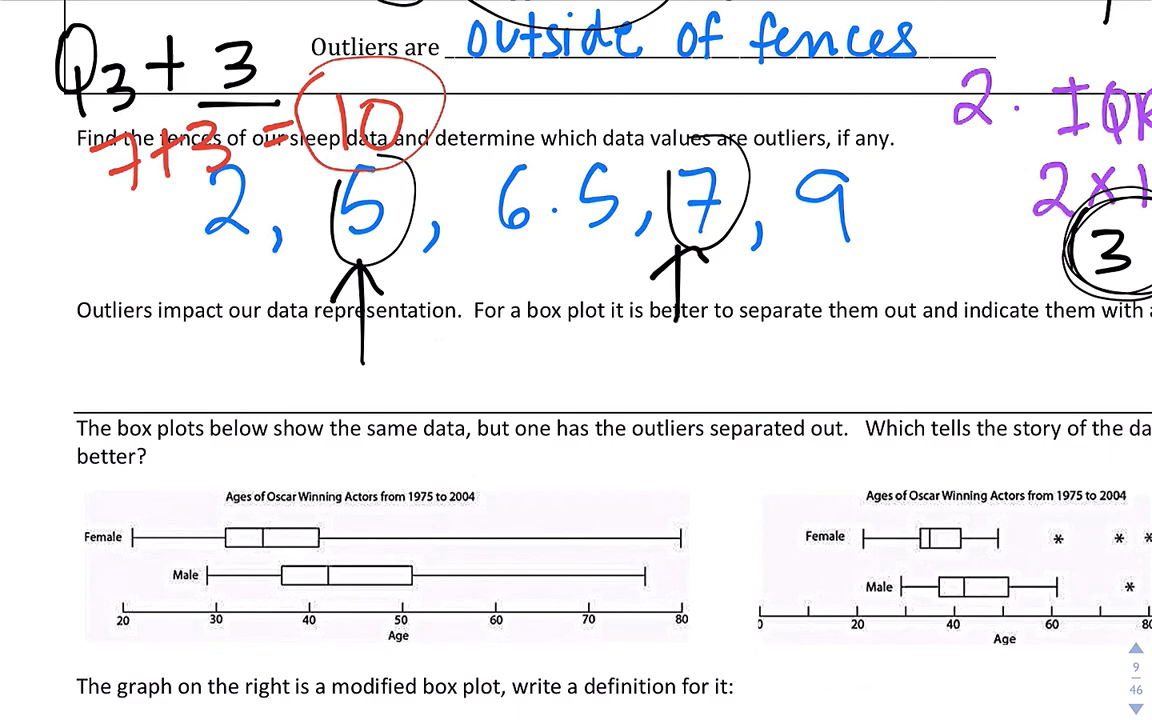 Q3 + 3
Outliers are outside of fences
2 · IQR
7+3 = 10
Find the fences of our sleep data and determine which data values are outliers, if any.
2, 5, 6.5, 7, 9
2 x 1
3
Outliers impact our data representation. For a box plot it is better to separate them out and indicate them with
The box plots below show the same data, but one has the outliers separated out. Which tells the story of the da
better?
Ages of Oscar Winning Actors from 1975 to 2004
Female
Male
20 30 40 50 60 70 80
Age
Ages of Oscar Winning Actors from 1975 to 2004
Female * * *
Male *
0 20 40 60 80
Age
The graph on the right is a modified box plot, write a definition for it:
9
46